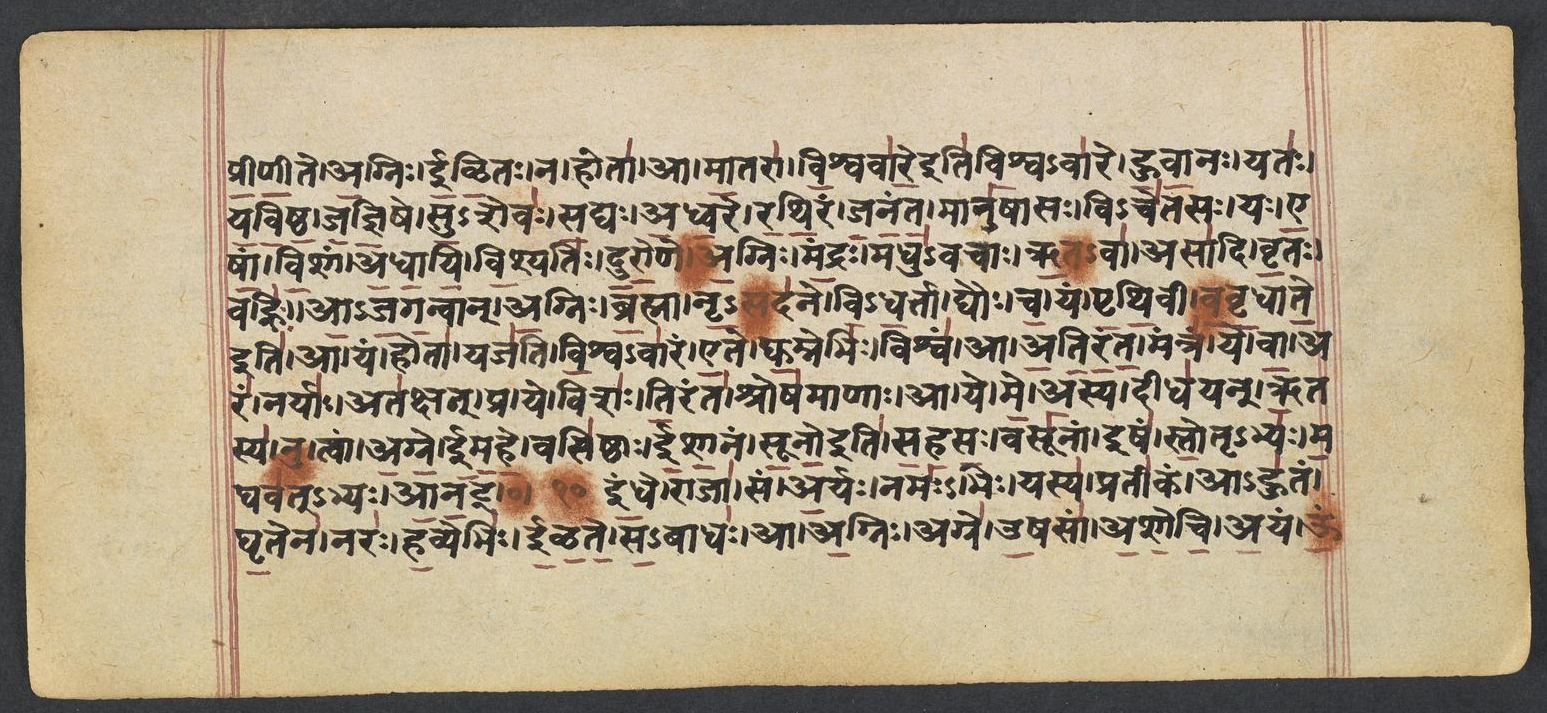 प्रीणीते।अग्निः।ईळितः।न।होता।आ।मातरा।विश्ववारेइतिविश्वऽवारे।हुवानः।यतः।
यविष्ठ।जज्ञिषे।सुऽशेवः।सद्यः।अध्वरे।रथिरं।जनंत।मानुषासः।विऽचेतसः।यः।ए
षां।विशां।अधायि।विश्पतिः।दुरोणे।अग्निः।मंद्रः।मधुऽवचाः।ऋतऽवा।असादि।वृतः।
वह्निः।आऽजगन्वान्।अग्निः।ब्रह्मा।नृऽसदने।विऽधर्ता।द्यौः।च।यं।पृथिवी।ववृधाते
इति।आ।यं।होता।यजति।विश्वऽवारं।एते।द्युम्नेभिः।विश्वं।आ।अतिरंत।मंत्रं।ये।वा।अ
रं।नर्याः।अतक्षन्।प्र।ये।विशः।तिरंत।श्रोषमाणाः।आ।ये।मे।अस्य।दीधयन्।ऋत
स्य।नु।त्वां।अग्ने।ईमहे।वसिष्ठाः।ईशानं।सूनोइति।सहसः।वसूनां।इषं।स्तोतृऽभ्यः।म
घवत्ऽभ्यः।आनट्।०। १० इंधे।राजा।सं।अर्यः।नमःऽभिः।यस्य।प्रतीकं।आऽहुतं।
घृतेन।नरः।हव्येभिः।ईळते।सऽबाधः।आ।अग्निः।अग्रे।उषसां।अशोचि।अयं।ऊं